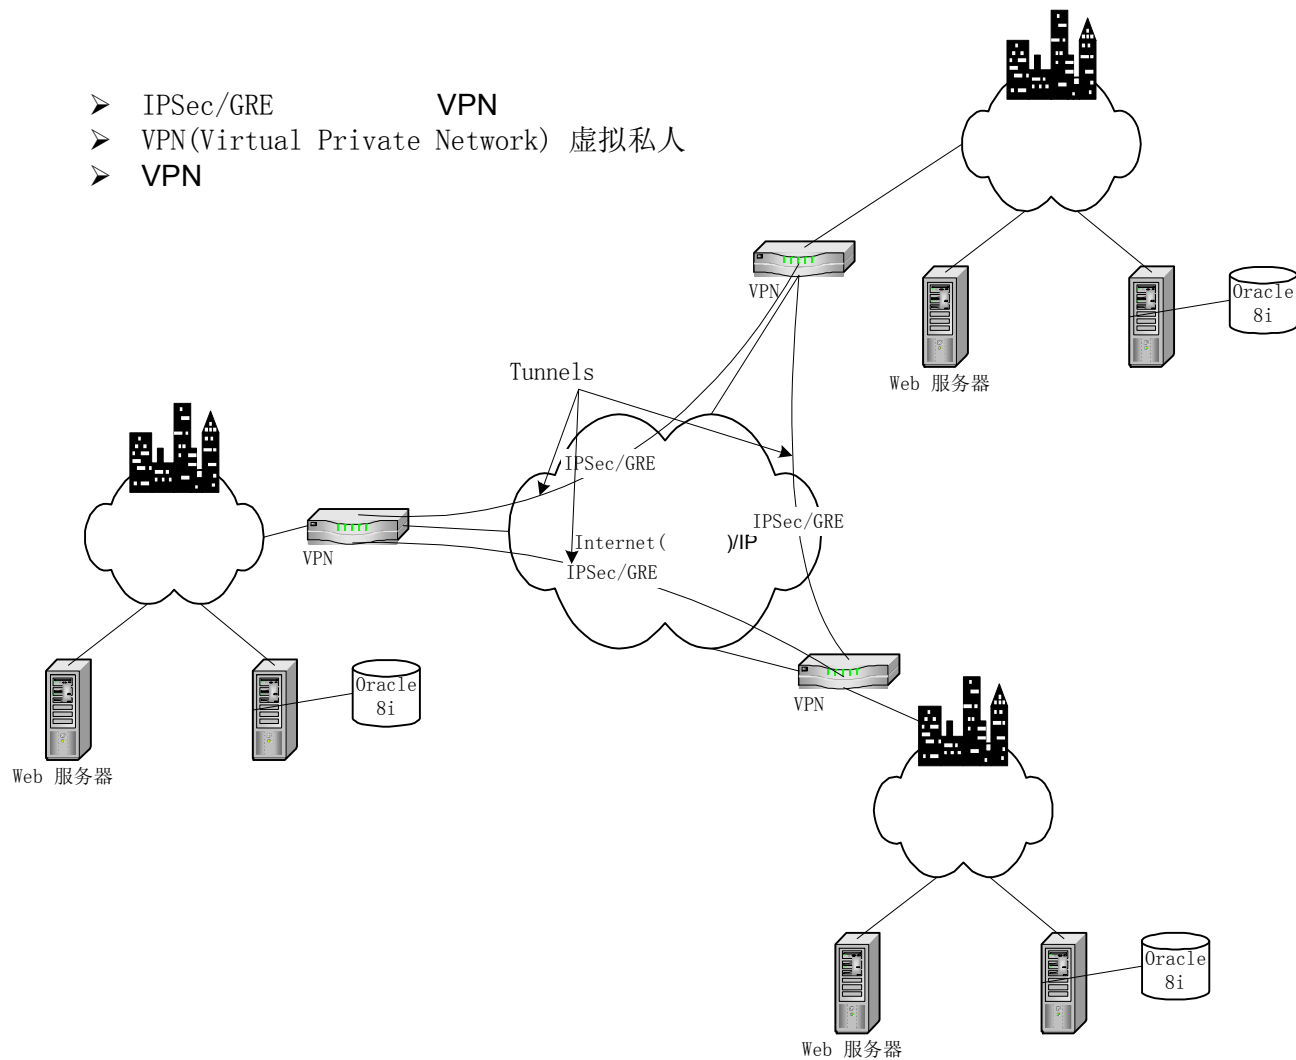 ➢ IPSec/GRE VPN
➢ VPN(Virtual Private Network) 虚拟私人
➢ VPN
VPN
Oracle
8i
Web 服务器
Tunnels
IPSec/GRE
IPSec/GRE
Internet( )/IP
IPSec/GRE
VPN
VPN
Oracle
8i
Web 服务器
Oracle
8i
Web 服务器